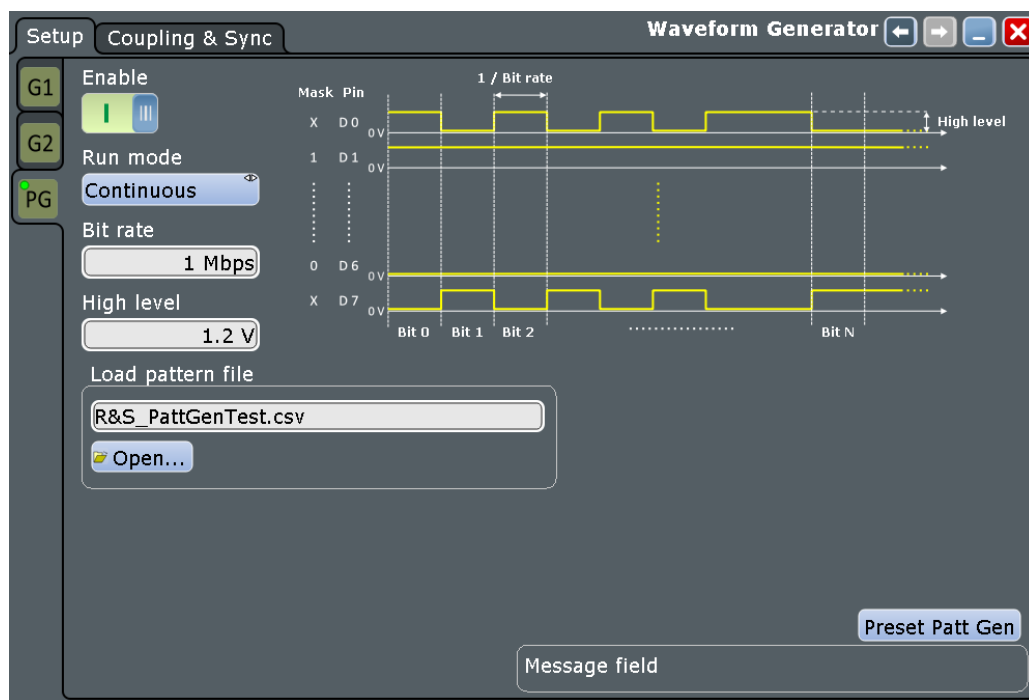 Setup Coupling & Sync Waveform Generator
G1
G2
PG
Enable
Run mode
Continuous
Bit rate
1 Mbps
High level
1.2 V
Load pattern file
R&S_PattGenTest.csv
Open...
1 / Bit rate
Mask Pin
X D0 0V High level
1 D1 0V
0 D6 0V
X D7 0V
Bit 0 Bit 1 Bit 2 Bit N
Preset Patt Gen
Message field